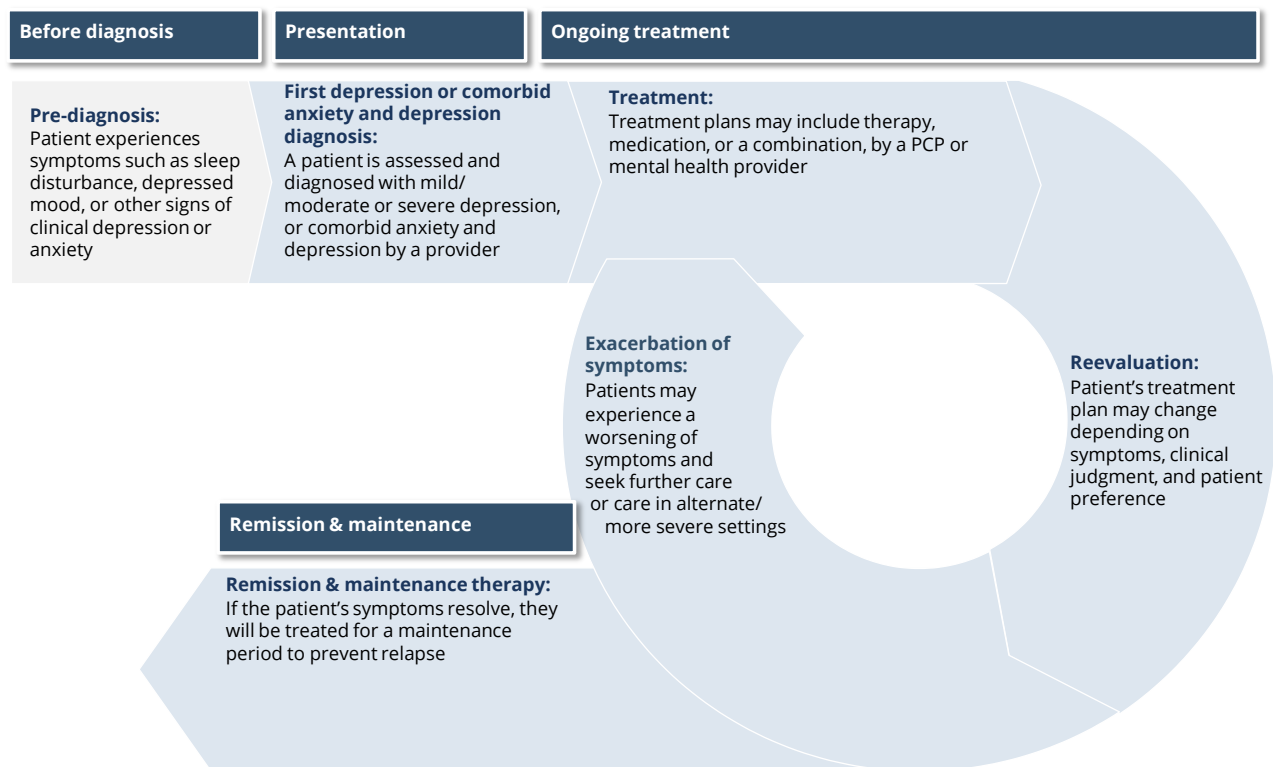 Before diagnosis
Presentation
Ongoing treatment
Pre-diagnosis:
Patient experiences
symptoms such as sleep
disturbance, depressed
mood, or other signs of
clinical depression or
anxiety
First depression or comorbid
anxiety and depression
diagnosis:
A patient is assessed and
diagnosed with mild/
moderate or severe depression,
or comorbid anxiety and
depression by a provider
Treatment:
Treatment plans may include therapy,
medication, or a combination, by a PCP or
mental health provider
Reevaluation:
Patient’s treatment
plan may change
depending on
symptoms, clinical
judgment, and patient
preference
Exacerbation of
symptoms:
Patients may
experience a
worsening of
symptoms and
seek further care
or care in alternate/
more severe settings
Remission & maintenance
Remission & maintenance therapy:
If the patient’s symptoms resolve, they
will be treated for a maintenance
period to prevent relapse